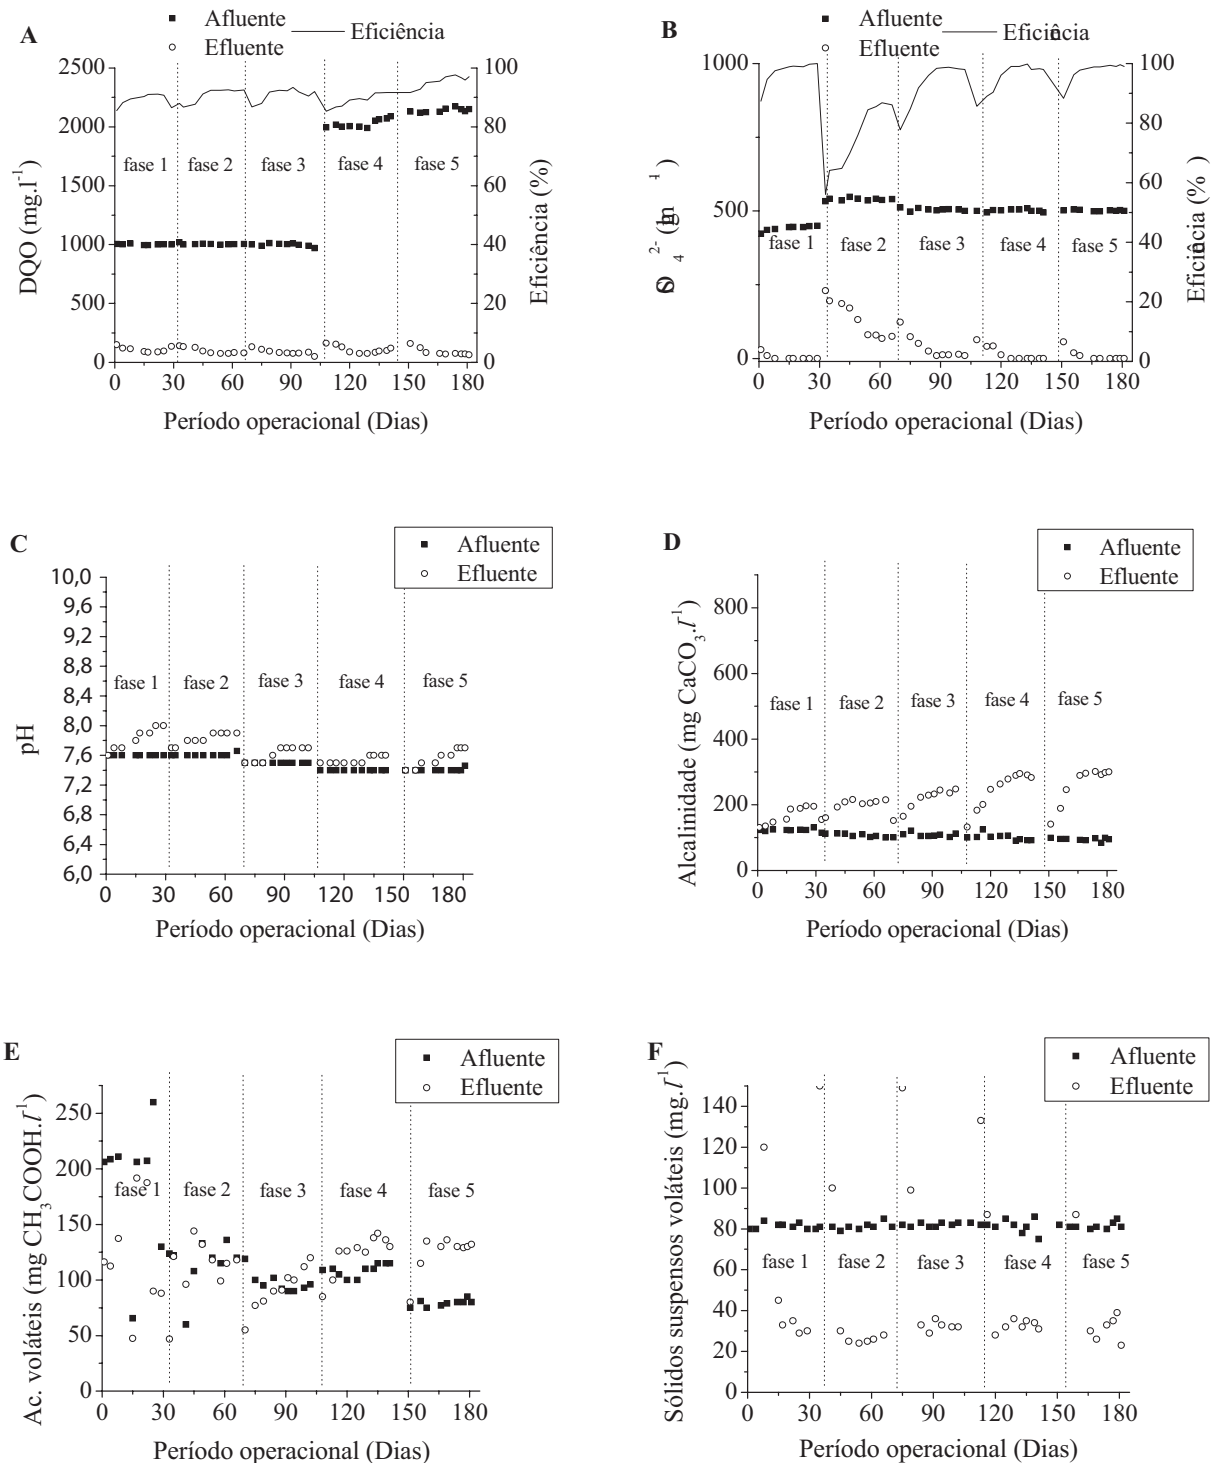 A
Afluente
Efluente
Eficiência
2500
2000
1500
1000
500
0
DQO (mg.l-1)
fase 1
fase 2
fase 3
fase 4
fase 5
100
80
60
40
20
0
Eficiência (%)
0 30 60 90 120 150 180
Período operacional (Dias)
B
Afluente
Efluente
1000
500
0
fase 1
fase 2
fase 3
fase 4
fase 5
100
80
60
40
20
0
0 30 60 90 120 150 180
Período operacional (Dias)
C
Afluente
Efluente
10,0
9,6
9,2
8,8
8,4
8,0
7,6
7,2
6,8
6,4
6,0
pH
fase 1
fase 2
fase 3
fase 4
fase 5
0 30 60 90 120 150 180
Período operacional (Dias)
D
Afluente
Efluente
800
600
400
200
0
Alcalinidade (mg CaCO3.l-1)
fase 1
fase 2
fase 3
fase 4
fase 5
0 30 60 90 120 150 180
Período operacional (Dias)
E
Afluente
Efluente
250
200
150
100
50
0
Ac. voláteis (mg CH3COOH.l-1)
fase 1
fase 2
fase 3
fase 4
fase 5
0 30 60 90 120 150 180
Período operacional (Dias)
F
Afluente
Efluente
140
120
100
80
60
40
20
0
Sólidos suspensos voláteis (mg.l-1)
fase 1
fase 2
fase 3
fase 4
fase 5
0 30 60 90 120 150 180
Período operacional (Dias)